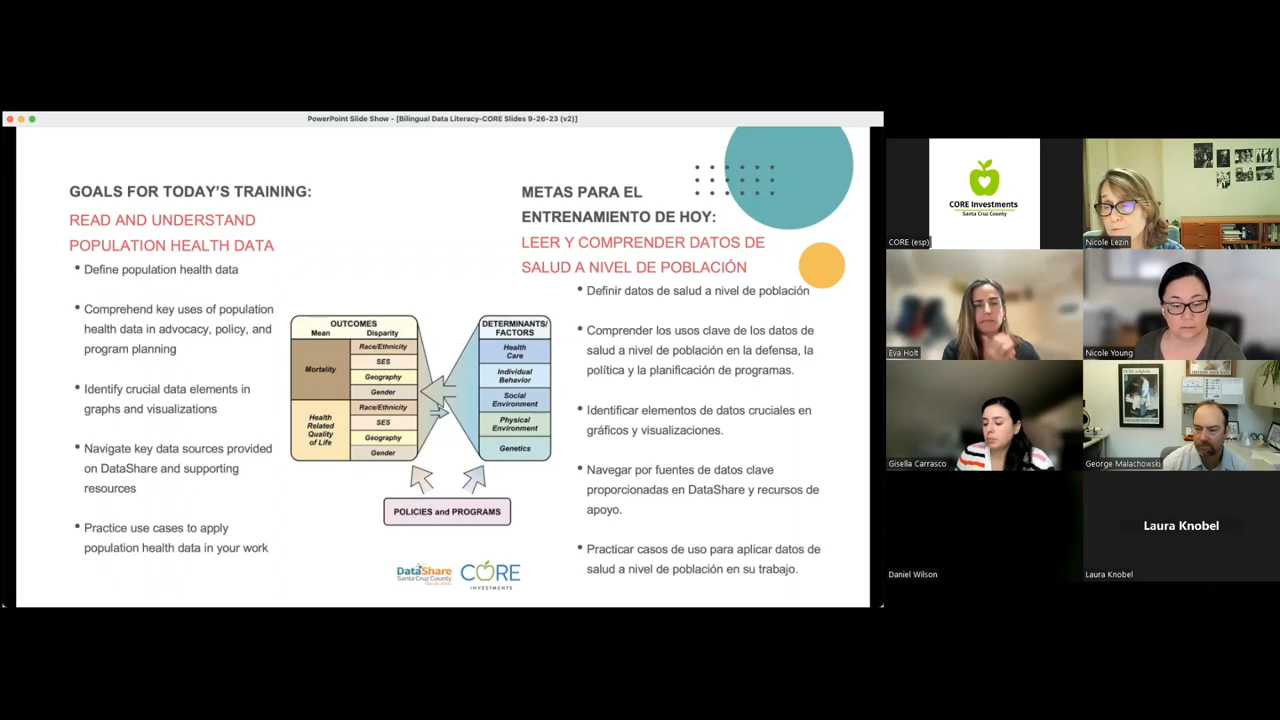 PowerPoint Slide Show - [Bilingual Data Literacy-CORE Slides 9-26-23 (v2)]
GOALS FOR TODAY'S TRAINING:
READ AND UNDERSTAND
POPULATION HEALTH DATA
• Define population health data
• Comprehend key uses of population
health data in advocacy, policy, and
program planning
• Identify crucial data elements in
graphs and visualizations
• Navigate key data sources provided
on DataShare and supporting
resources
• Practice use cases to apply
population health data in your work
OUTCOMES
Mean Disparity
Mortality
Race/Ethnicity
SES
Geography
Gender
Health
Related
Quality
of Life
Race/Ethnicity
SES
Geography
Gender
DETERMINANTS/
FACTORS
Health
Care
Individual
Behavior
Social
Environment
Physical
Environment
Genetics
POLICIES and PROGRAMS
DataShare
Santa Cruz County
CORE
INVESTMENTS
METAS PARA EL
ENTRENAMIENTO DE HOY:
LEER Y COMPRENDER DATOS DE
SALUD A NIVEL DE POBLACIÓN
• Definir datos de salud a nivel de población
• Comprender los usos clave de los datos de
salud a nivel de población en la defensa, la
política y la planificación de programas.
• Identificar elementos de datos cruciales en
gráficos y visualizaciones.
• Navegar por fuentes de datos clave
proporcionadas en DataShare y recursos de
apoyo.
• Practicar casos de uso para aplicar datos de
salud a nivel de población en su trabajo.
CORE Investments
Santa Cruz County
CORE (esp)
Nicole Lezin
Eva Holt
Nicole Young
Gisella Carrasco
George Malachowski
Daniel Wilson
Laura Knobel
Laura Knobel